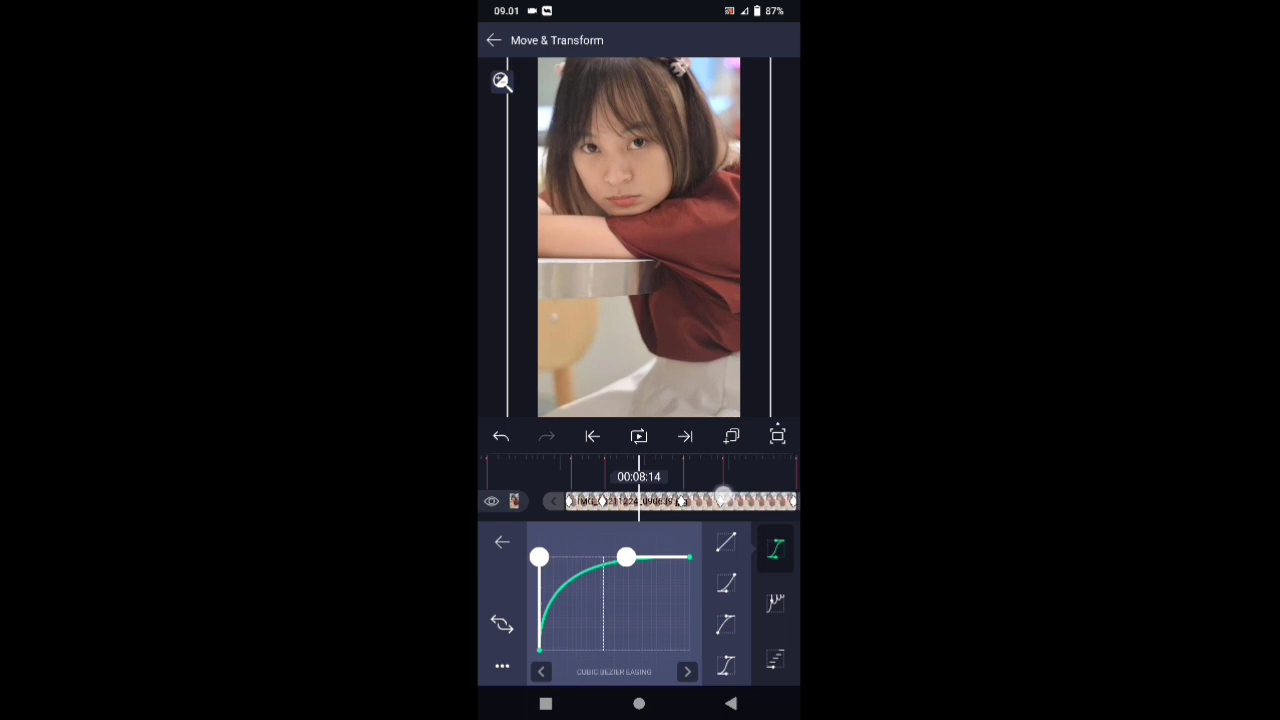 09.01
87%
Move & Transform
00:08:14
CUBIC BEZIER EASING